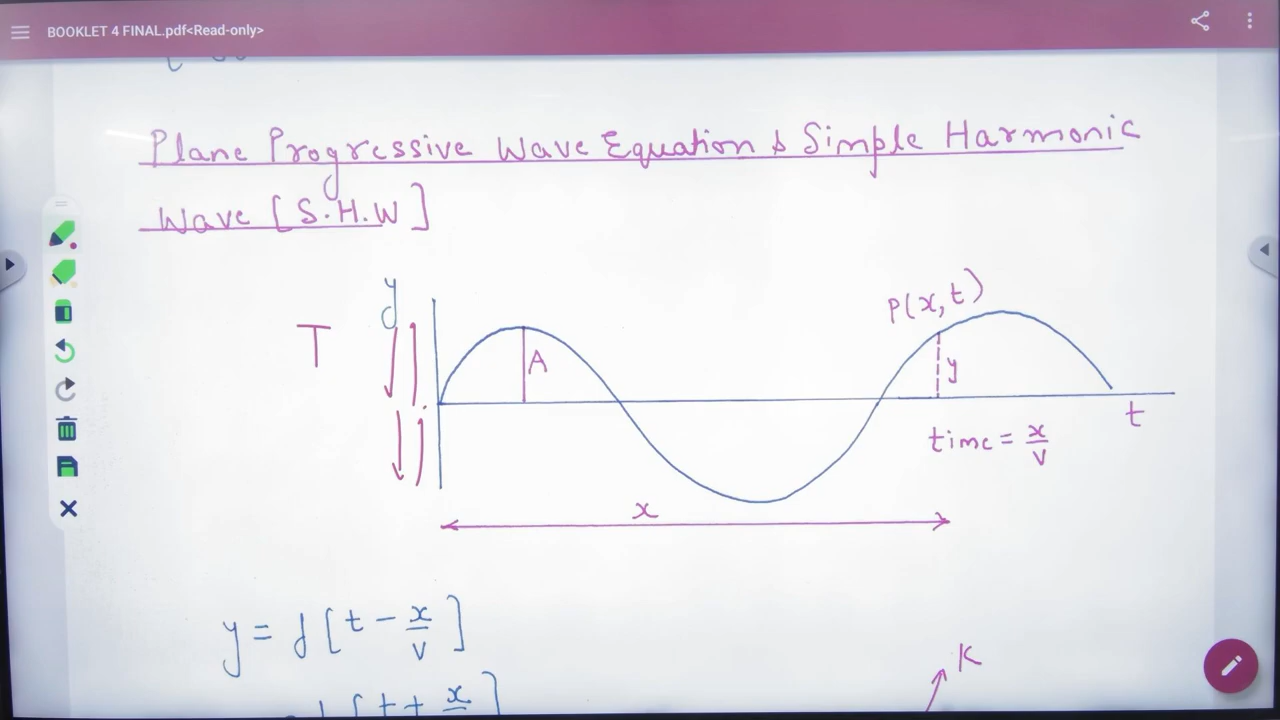 BOOKLET 4 FINAL.pdf<Read-only>
Plane Progressive Wave Equation & Simple Harmonic
Wave [S.H.W]
y
P(x,t)
T
A
y
t
time = x/v
x
y = f[t - x/v]
[t + x/v]
K